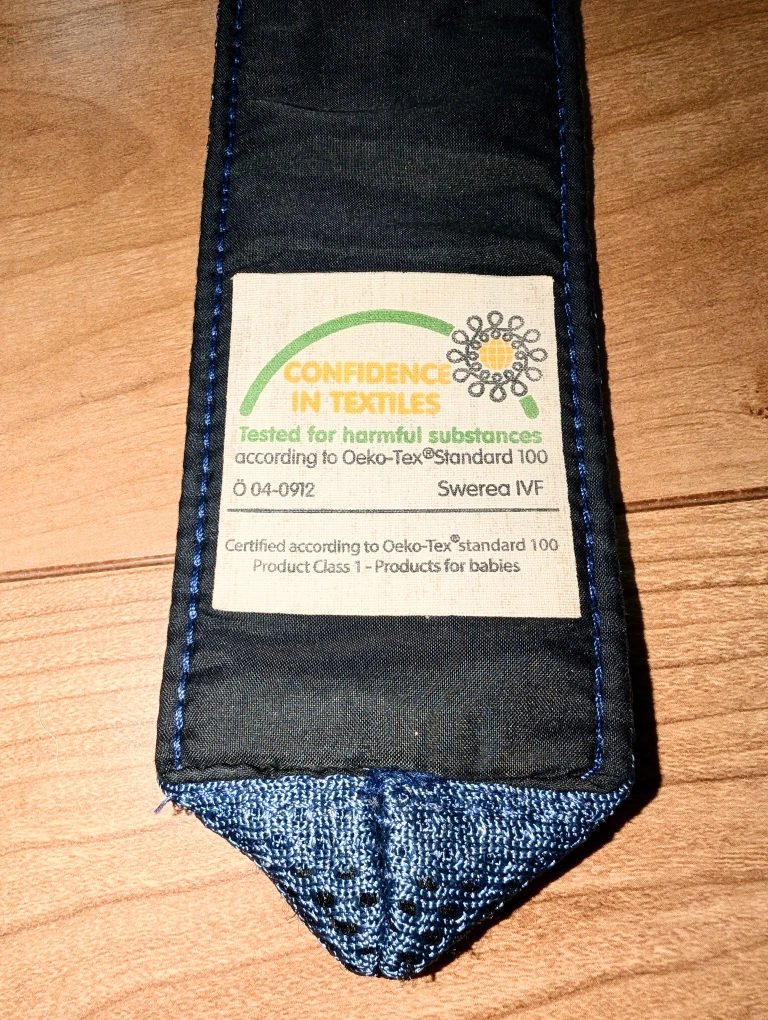 CONFIDENCE
IN TEXTILES
Tested for harmful substances
according to Oeko-Tex®Standard 100
Ö 04-0912 Swerea IVF
Certified according to Oeko-Tex®standard 100
Product Class 1 - Products for babies